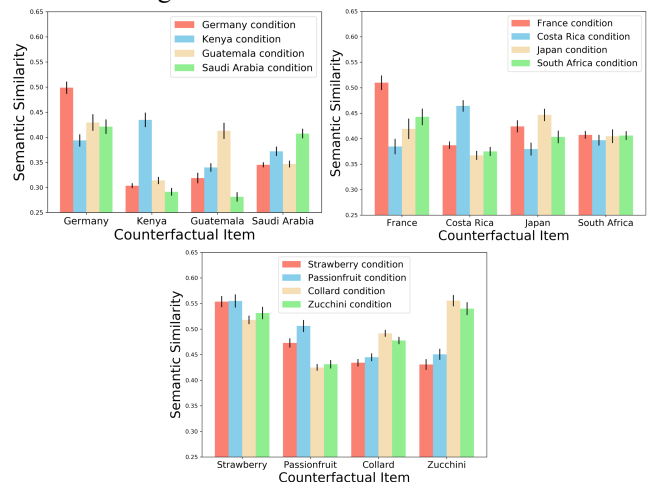 Germany condition
Kenya condition
Guatemala condition
Saudi Arabia condition
Semantic Similarity
0.65
0.60
0.55
0.50
0.45
0.40
0.35
0.30
0.25
Germany Kenya Guatemala Saudi Arabia
Counterfactual Item
France condition
Costa Rica condition
Japan condition
South Africa condition
Semantic Similarity
0.65
0.60
0.55
0.50
0.45
0.40
0.35
0.30
0.25
France Costa Rica Japan South Africa
Counterfactual Item
Strawberry condition
Passionfruit condition
Collard condition
Zucchini condition
Semantic Similarity
0.65
0.60
0.55
0.50
0.45
0.40
0.35
0.30
0.25
Strawberry Passionfruit Collard Zucchini
Counterfactual Item